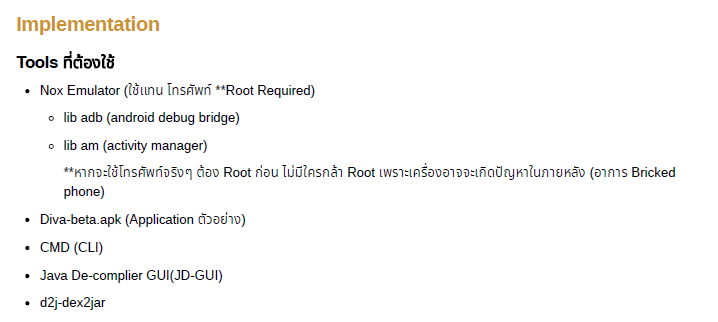 Implementation
Tools ที่ต้องใช้
Nox Emulator (ใช้แทน โทรศัพท์ **Root Required)
lib adb (android debug bridge)
lib am (activity manager)
**หากจะใช้โทรศัพท์จริงๆ ต้อง Root ก่อน ไม่มีใครกล้า Root เพราะเครื่องอาจจะเกิดปัญหาในภายหลัง (อาการ Bricked
phone)
Diva-beta.apk (Application ตัวอย่าง)
CMD (CLI)
Java De-complier GUI(JD-GUI)
d2j-dex2jar